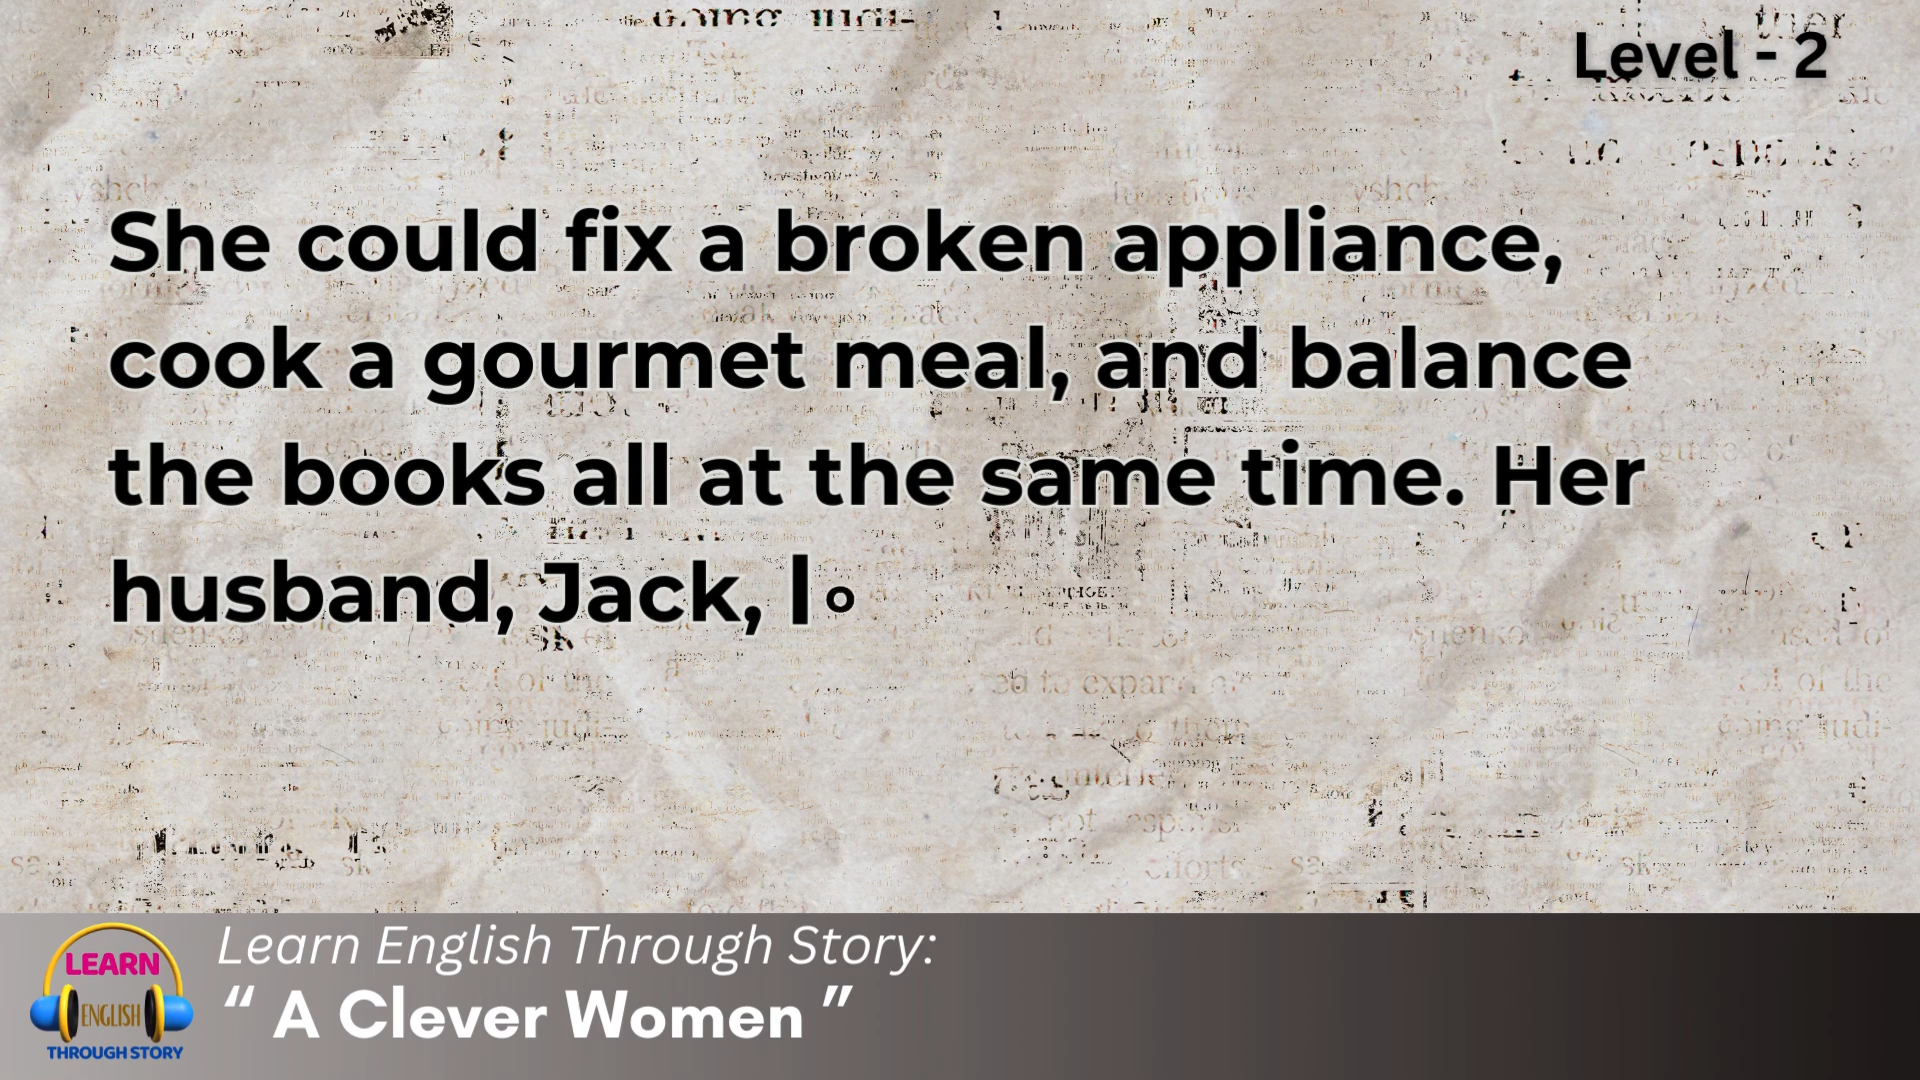 Level - 2
She could fix a broken appliance,
cook a gourmet meal, and balance
the books all at the same time. Her
husband, Jack, lo
LEARN
ENGLISH
THROUGH STORY
Learn English Through Story:
“ A Clever Women ”